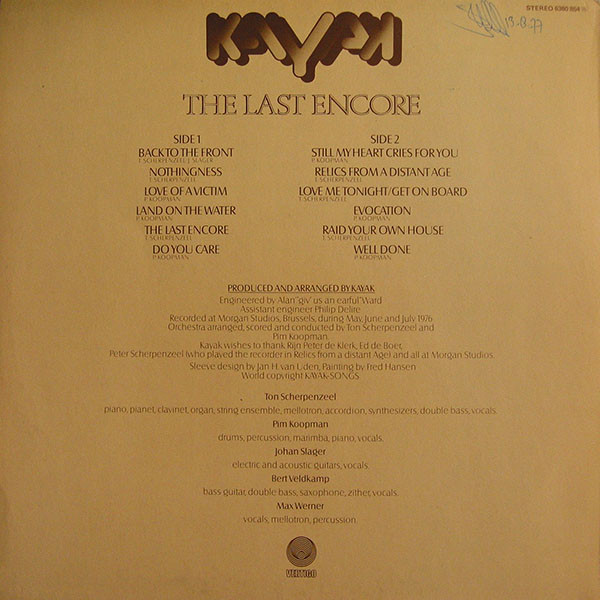 STEREO 6360 854
13-8-77
KAYAK
THE LAST ENCORE
SIDE 1
BACK TO THE FRONT
T. SCHERPENZEEL/J. SLAGER
NOTHINGNESS
T. SCHERPENZEEL
LOVE OF A VICTIM
P. KOOPMAN
LAND ON THE WATER
P. KOOPMAN
THE LAST ENCORE
T. SCHERPENZEEL
DO YOU CARE
P. KOOPMAN
SIDE 2
STILL MY HEART CRIES FOR YOU
P. KOOPMAN
RELICS FROM A DISTANT AGE
T. SCHERPENZEEL
LOVE ME TONIGHT/GET ON BOARD
T. SCHERPENZEEL
EVOCATION
P. KOOPMAN
RAID YOUR OWN HOUSE
T. SCHERPENZEEL
WELL DONE
P. KOOPMAN
PRODUCED AND ARRANGED BY KAYAK
Engineered by Alan "giv' us an earful" Ward
Assistant engineer Philip Delire
Recorded at Morgan Studios, Brussels, during May, June and July 1976
Orchestra arranged, scored and conducted by Ton Scherpenzeel and
Pim Koopman.
Kayak wishes to thank Rijn Peter de Klerk, Ed de Boer,
Peter Scherpenzeel (who played the recorder in Relics from a distant Age) and all at Morgan Studios.
Sleeve design by Jan H. van Uden, Painting by Fred Hansen
World copyright KAYAK-SONGS.
Ton Scherpenzeel
piano, pianet, clavinet, organ, string ensemble, mellotron, accordion, synthesizers, double bass, vocals.
Pim Koopman
drums, percussion, marimba, piano, vocals.
Johan Slager
electric and acoustic guitars, vocals.
Bert Veldkamp
bass guitar, double bass, saxophone, zither, vocals.
Max Werner
vocals, mellotron, percussion.
VERTIGO